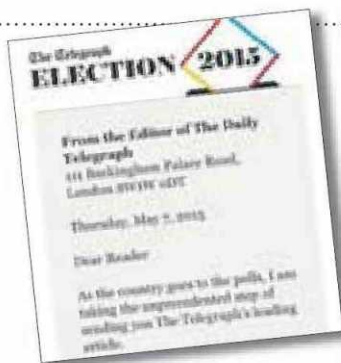 The Telegraph
ELECTION 2015
From the Editor of The Daily
Telegraph
111 Buckingham Palace Road,
London SW1W 0DT
Thursday, May 7, 2015
Dear Reader
As the country goes to the polls, I am
taking the unprecedented step of
sending you The Telegraph's leading
article.